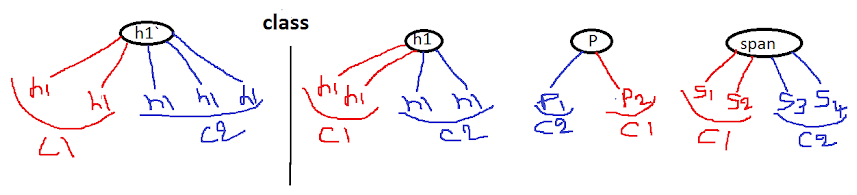 class
h1`
h1 h1 h1 h1 h1
C1 C2
h1
h1 h1 h1 h1
C1 C2
P
P1 P2
C2 C1
span
S1 S2 S3 S4
C1 C2